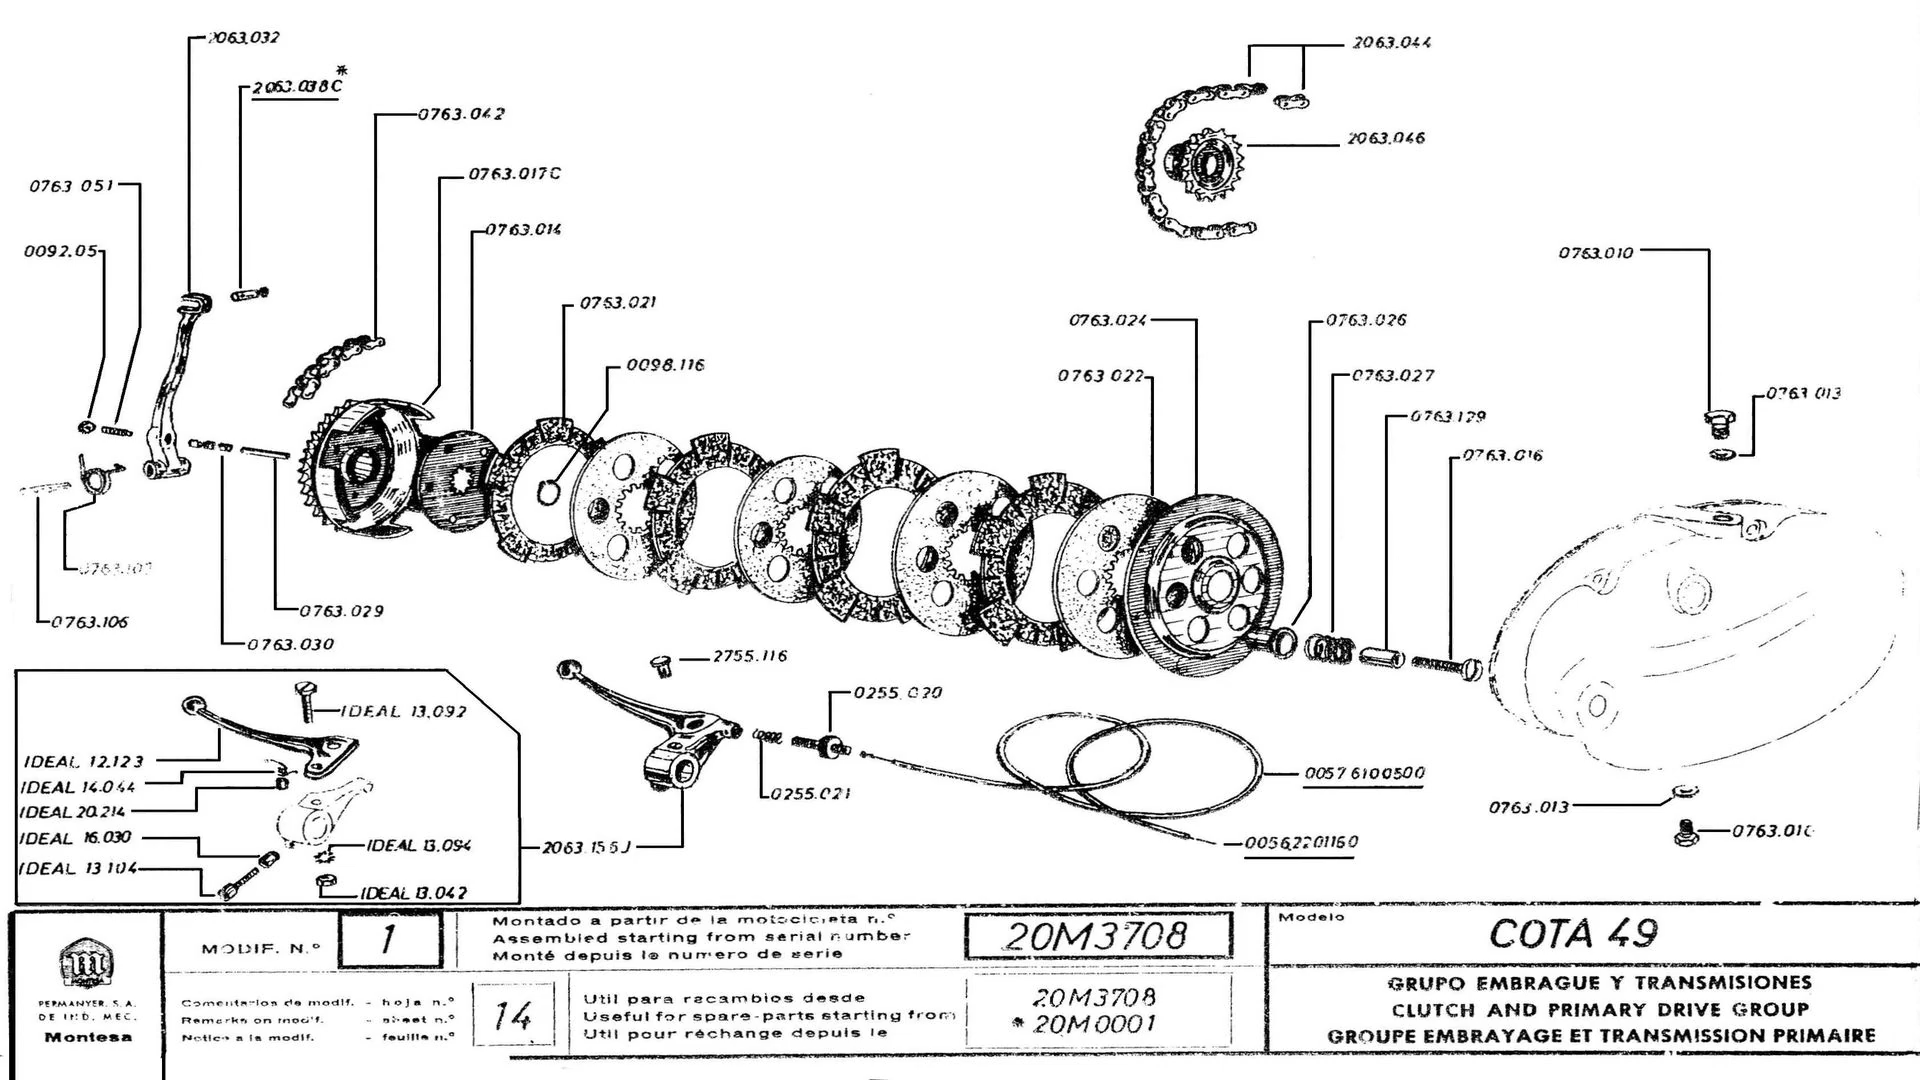 2063.032
2063.038C*
0763.042
0763.017C
0763.014
0763 051
0092.05
2063.044
2063.046
0763.010
0763.021
0098.116
0763.024
0763 022
0763.026
0763.027
0763.129
0763.016
0763 013
0763.106
0763.029
0763.030
2755.116
0255.020
0255.021
0057 6100500
00562201160
0763.013
IDEAL 13.092
IDEAL 12.123
IDEAL 14.044
IDEAL 20.214
IDEAL 16.030
IDEAL 13 104
IDEAL 13.094
IDEAL 13.042
2063 156J
PERMANYER. S.A.
DE IND. MEC.
Montesa
MODIF. N.º
1
Montado a partir de la motocicleta n.º
Assembled starting from serial number
Monté depuis le numero de serie
20M3708
Modelo
COTA 49
Comentarios de modif. - hoja n.º
Remarks on modif. - sheet n.º
Notice a la modif. - feuille n.º
14
Util para recambios desde
Useful for spare-parts starting from
Util pour réchange depuis le
20M3708
* 20M0001
GRUPO EMBRAGUE Y TRANSMISIONES
CLUTCH AND PRIMARY DRIVE GROUP
GROUPE EMBRAYAGE ET TRANSMISSION PRIMAIRE